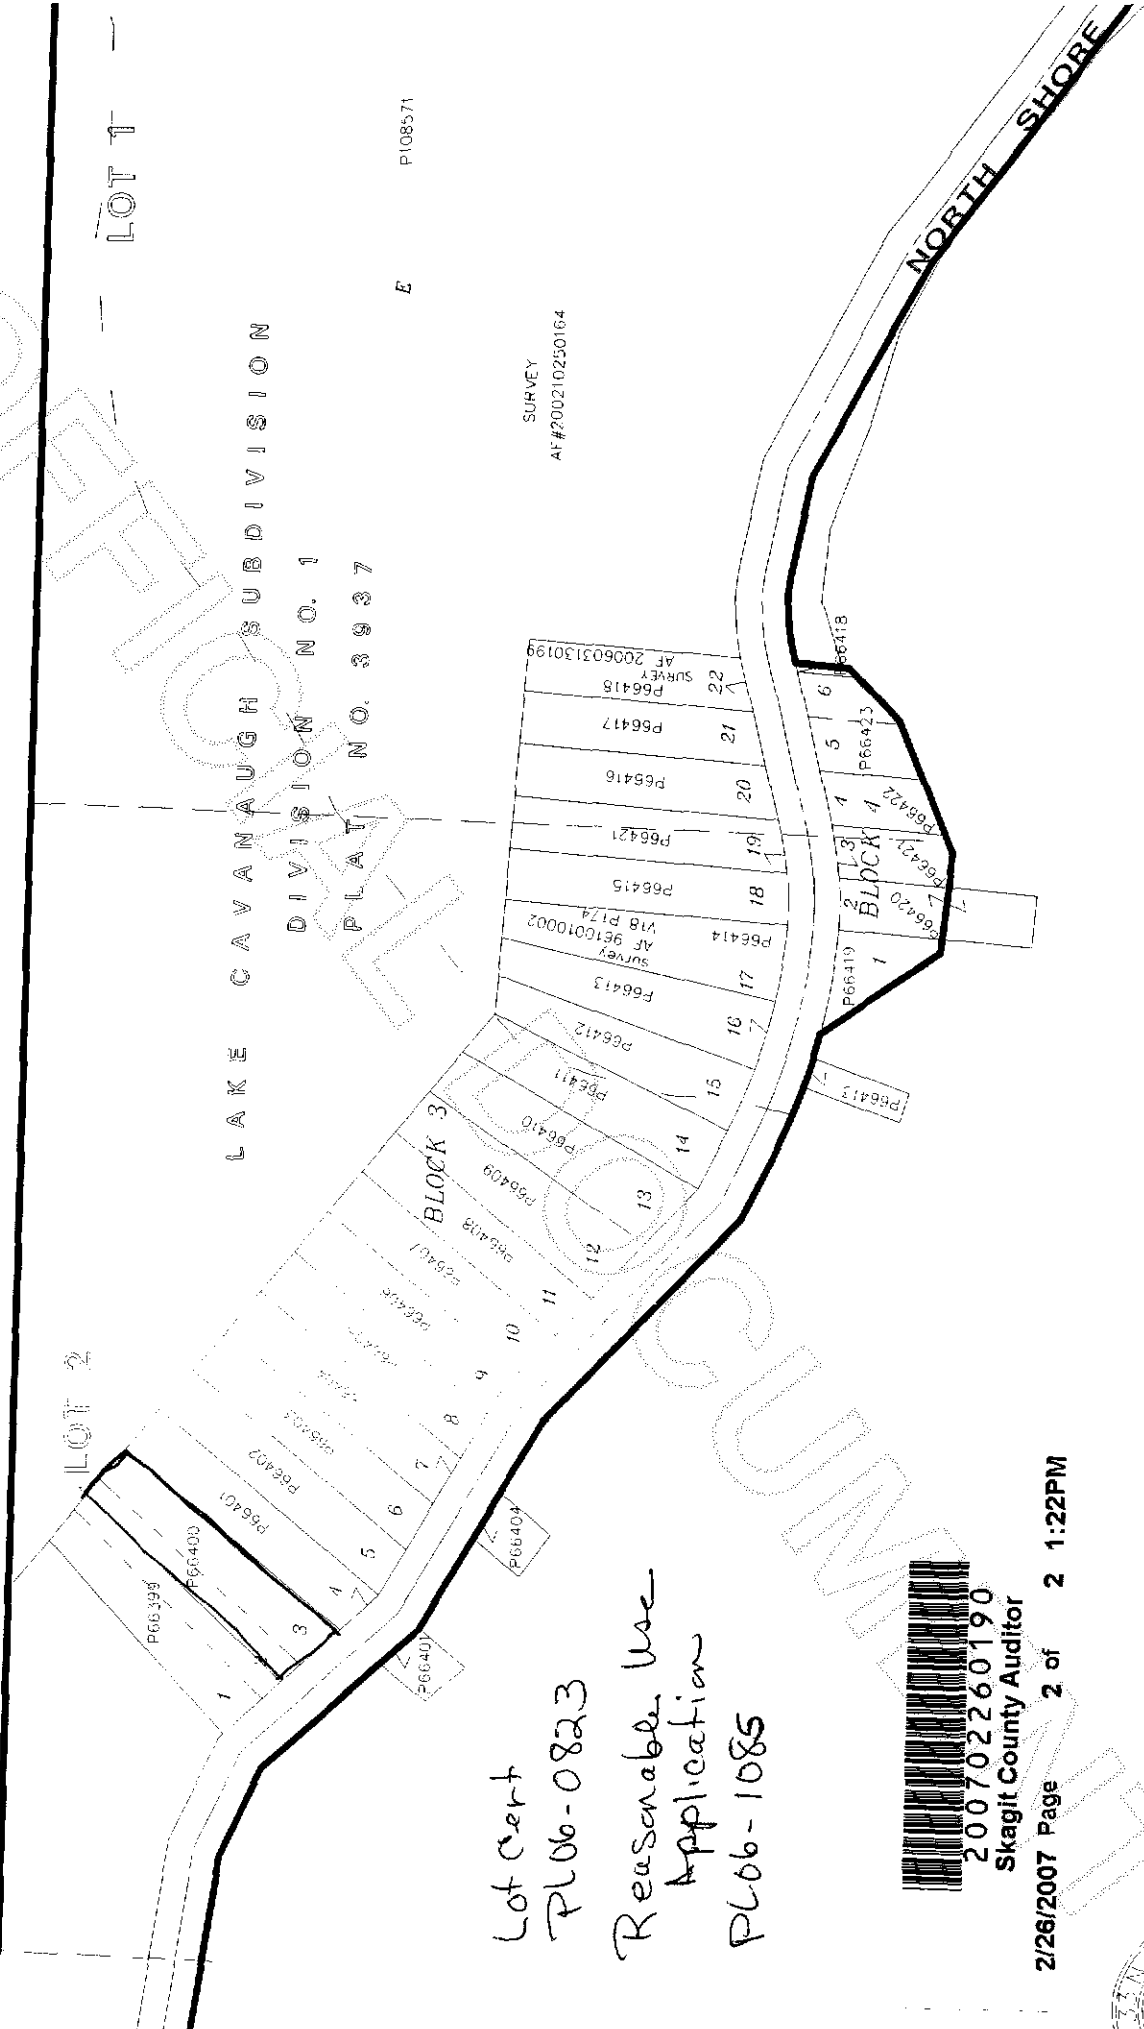 LOT 1
LOT 2
LAKE CAVANAUGH SUBDIVISION
DIVISION NO. 1
PLAT NO. 3937
E
P108571
SURVEY
AF#200210250164
NORTH SHORE
BLOCK 3
1
P66399
3
P66400
4
P66401
5
P66402
6
7
8
9
10
P66407
11
P66408
12
P66409
13
P66410
14
P66411
15
P66412
16
P66413
17
P66414
survey
AF 9610010002
V18 P174
18
P66415
19
P66421
20
P66416
21
P66417
22
P66418
SURVEY
AF 200603130199
BLOCK 4
1
P66419
2
P66420
3
P66421
4
P66422
5
P66423
6
P66418
P66413
P66404
P66401
Lot Cert
PL06-0823
Reasonable Use
Application
PL06-1085
200702260190
Skagit County Auditor
2/26/2007 Page 2 of 2 1:22PM
UNOFFICIAL DOCUMENT